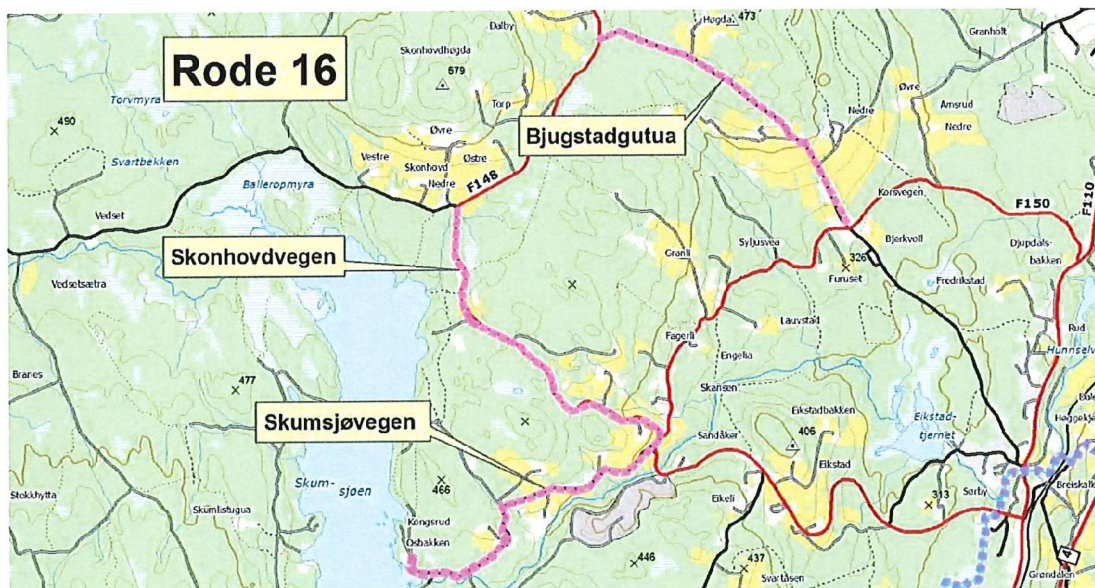 Rode 16
Dalby
Høgda
473
Granholt
Skonhovdhøgda
579
Torvmyra
490
Torp
Øvre
Amsrud
Nedre
Nedre
Bjugstadgutua
Øvre
Vestre
Skonhovd
Østre
Nedre
Svartbekken
Balleropmyra
F148
Korsvegen
F150
F110
Vedset
Syljusvea
Bjerkvoll
Djupdals-
bakken
Skonhovdvegen
Granli
326
Furuset
Fredrikstad
Vedsetsætra
Lauvstad
Rud
Hunnselv
Fagerli
Engelia
Branes
477
Skansen
Skumsjøvegen
Eikstadbakken
406
Eikstad-
tjernet
Sandåker
Eikstad
466
Skum-
sjøen
Stokkhytta
Skumlistugua
Eikeli
313
Sørby
Breiskalle
Kongsrud
Osbakken
446
437
Svartåsen
4
Grøndalen